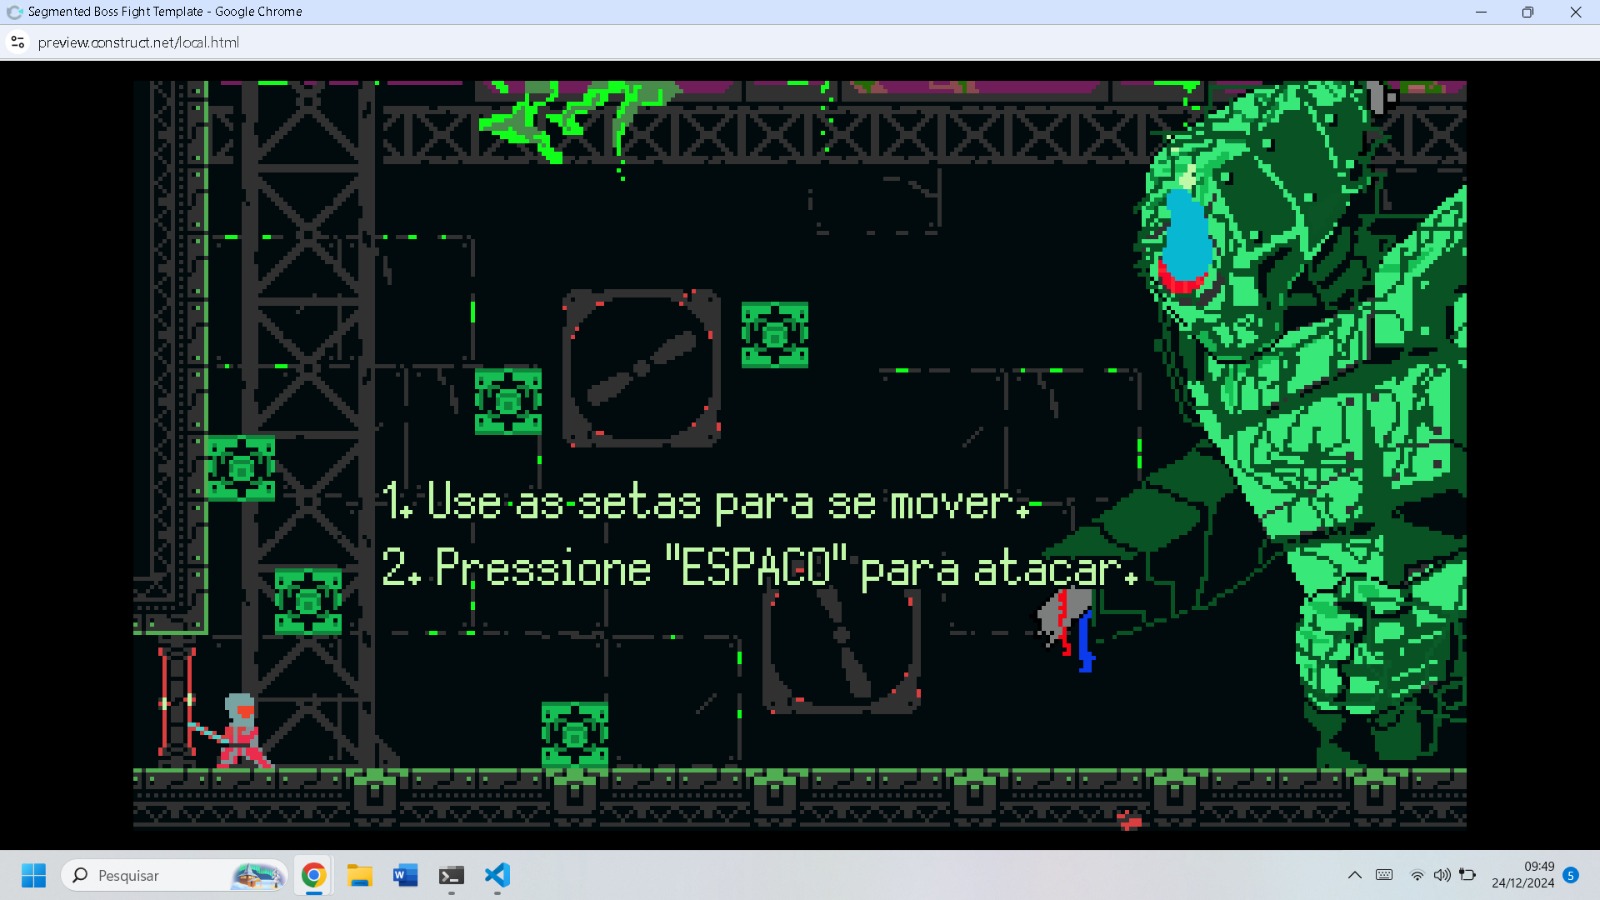 Segmented Boss Fight Template - Google Chrome
preview.construct.net/local.html
1. Use as setas para se mover.
2. Pressione "ESPACO" para atacar.
Pesquisar
09:49
24/12/2024
5